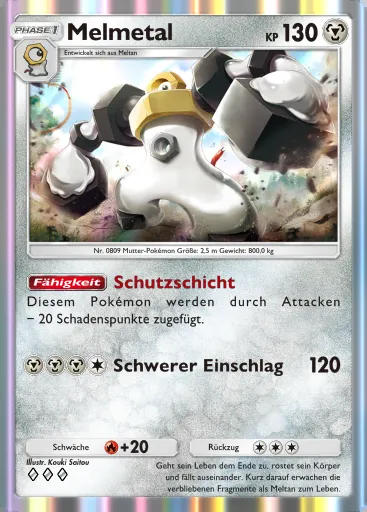 PHASE 1
Melmetal
KP 130
Entwickelt sich aus Meltan
Nr. 0809 Mutter-Pokémon Größe: 2,5 m Gewicht: 800,0 kg
Fähigkeit Schutzschicht
Diesem Pokémon werden durch Attacken
– 20 Schadenspunkte zugefügt.
Schwerer Einschlag 120
Schwäche +20 Rückzug
Illustr. Kouki Saitou
Geht sein Leben dem Ende zu, rostet sein Körper
und fällt auseinander. Kurz darauf erwachen die
verbliebenen Fragmente als Meltan zum Leben.